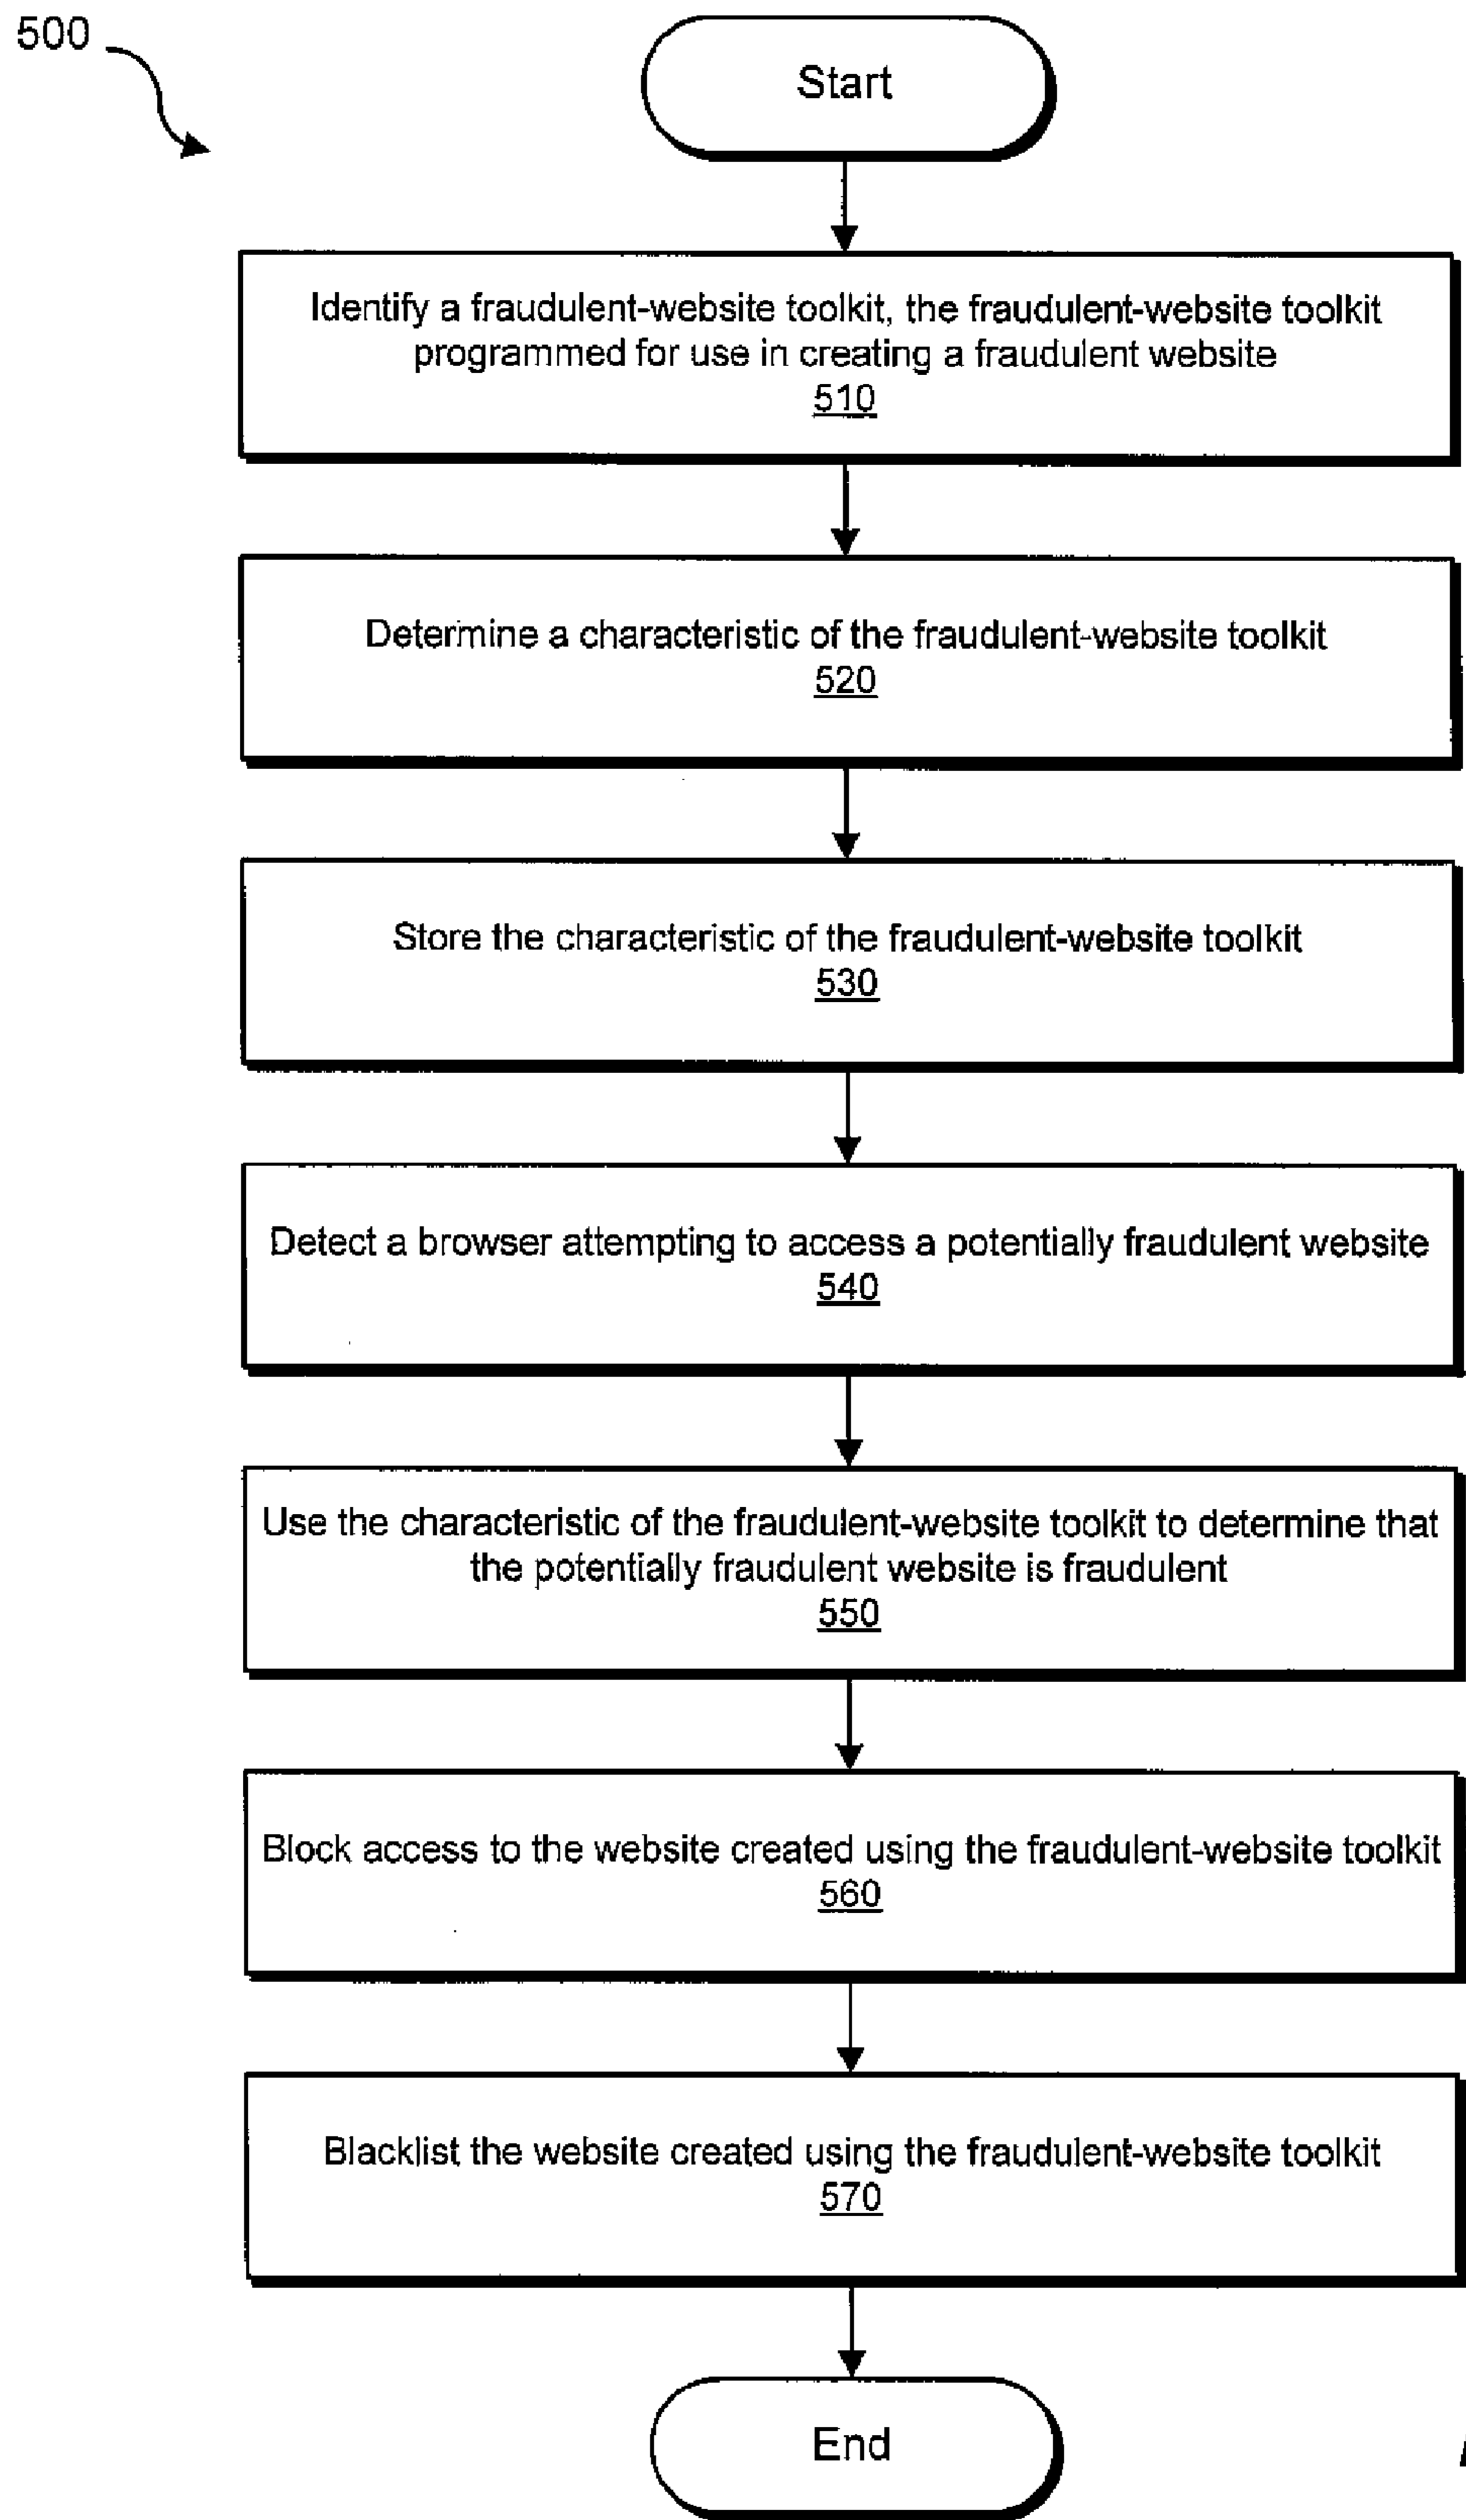 500
Start
Identify a fraudulent-website toolkit, the fraudulent-website toolkit
programmed for use in creating a fraudulent website
510
Determine a characteristic of the fraudulent-website toolkit
520
Store the characteristic of the fraudulent-website toolkit
530
Detect a browser attempting to access a potentially fraudulent website
540
Use the characteristic of the fraudulent-website toolkit to determine that
the potentially fraudulent website is fraudulent
550
Block access to the website created using the fraudulent-website toolkit
560
Blacklist the website created using the fraudulent-website toolkit
570
End